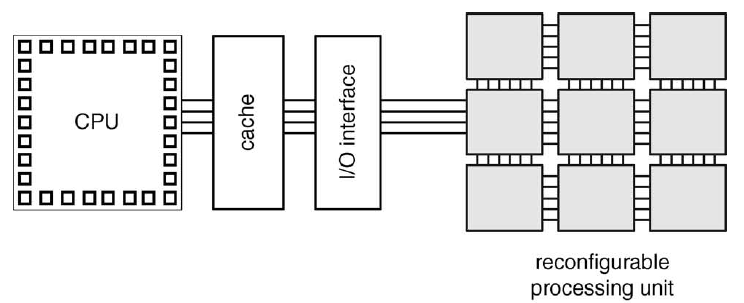 CPU
cache
I/O interface
reconfigurable
processing unit